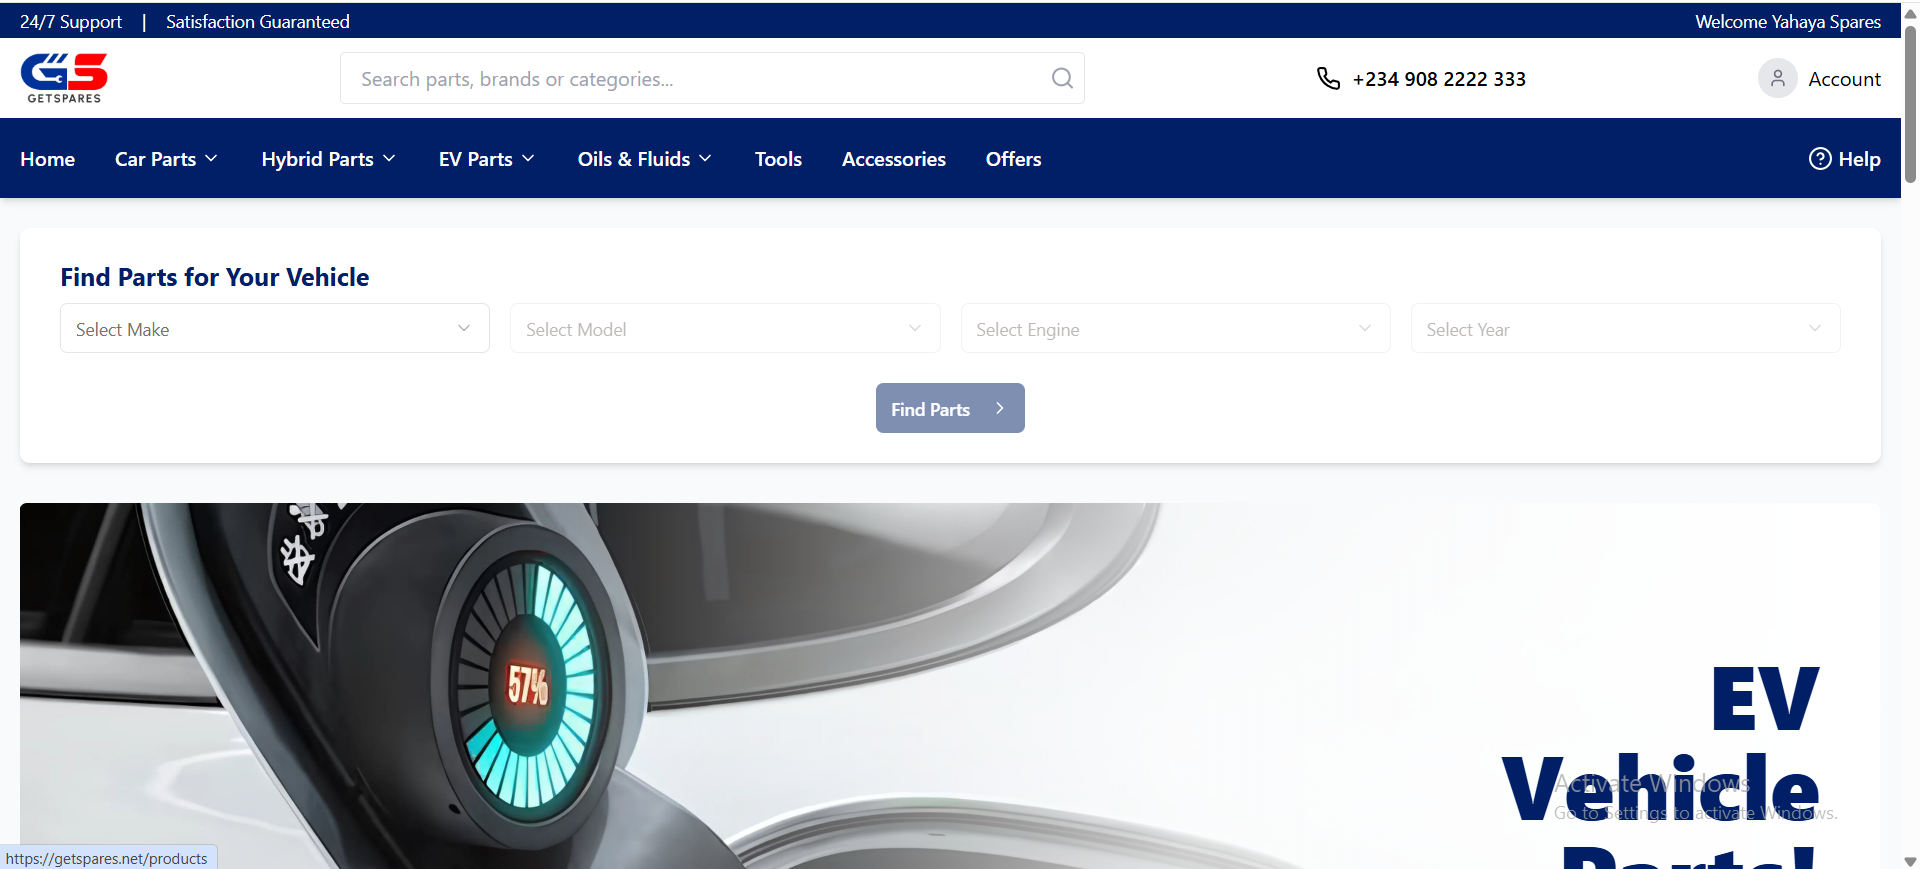 24/7 Support | Satisfaction Guaranteed
Welcome Yahaya Spares
GS
GETSPARES
Search parts, brands or categories...
+234 908 2222 333
Account
Home Car Parts Hybrid Parts EV Parts Oils & Fluids Tools Accessories Offers
Help
Find Parts for Your Vehicle
Select Make Select Model Select Engine Select Year
Find Parts
57%
EV
Vehicle
Parts!
Activate Windows
Go to Settings to activate Windows.
https://getspares.net/products